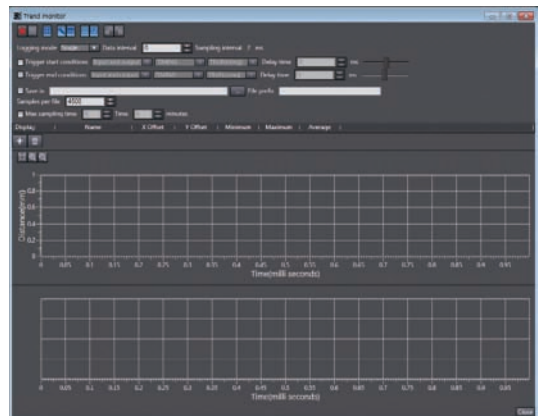 Trend monitor
Logging mode Single Data interval 0 Sampling interval ms
Trigger start conditions Delay time ms
Trigger end conditions Delay time ms
Save in ... File prefix
Samples per file 4500
Max sampling time Time minutes
Display Name X Offset Y Offset Minimum Maximum Average
Distance(mm)
1
0.8
0.6
0.4
0.2
0
0 0.05 0.1 0.15 0.2 0.25 0.3 0.35 0.4 0.45 0.5 0.55 0.6 0.65 0.7 0.75 0.8 0.85 0.9 0.95
Time(milli seconds)
0 0.05 0.1 0.15 0.2 0.25 0.3 0.35 0.4 0.45 0.5 0.55 0.6 0.65 0.7 0.75 0.8 0.85 0.9 0.95
Time(milli seconds)
Close